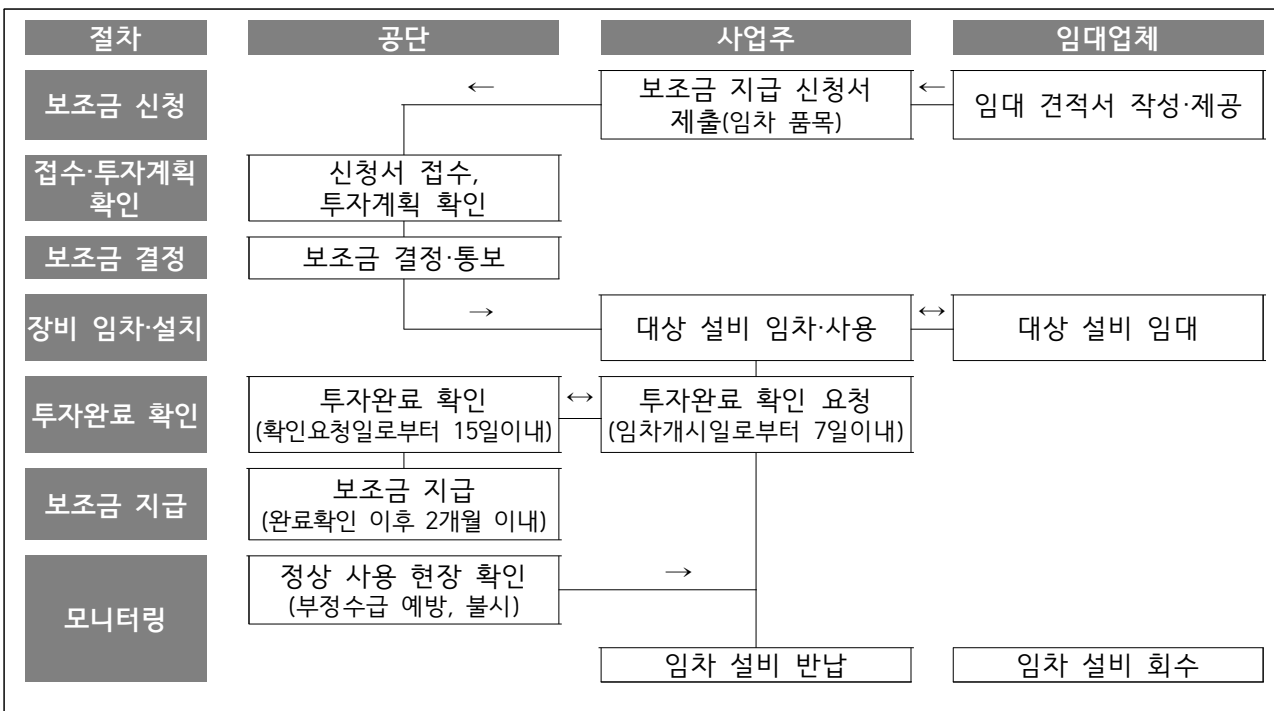 절차 공단 사업주 임대업체
보조금 신청
←
보조금 지급 신청서
제출(임차 품목)
←
임대 견적서 작성·제공
접수·투자계획
확인
신청서 접수,
투자계획 확인
보조금 결정
보조금 결정·통보
장비 임차·설치
→
대상 설비 임차·사용
↔
대상 설비 임대
투자완료 확인
투자완료 확인
(확인요청일로부터 15일이내)
↔
투자완료 확인 요청
(임차개시일로부터 7일이내)
보조금 지급
보조금 지급
(완료확인 이후 2개월 이내)
모니터링
정상 사용 현장 확인
(부정수급 예방, 불시)
→
임차 설비 반납
임차 설비 회수